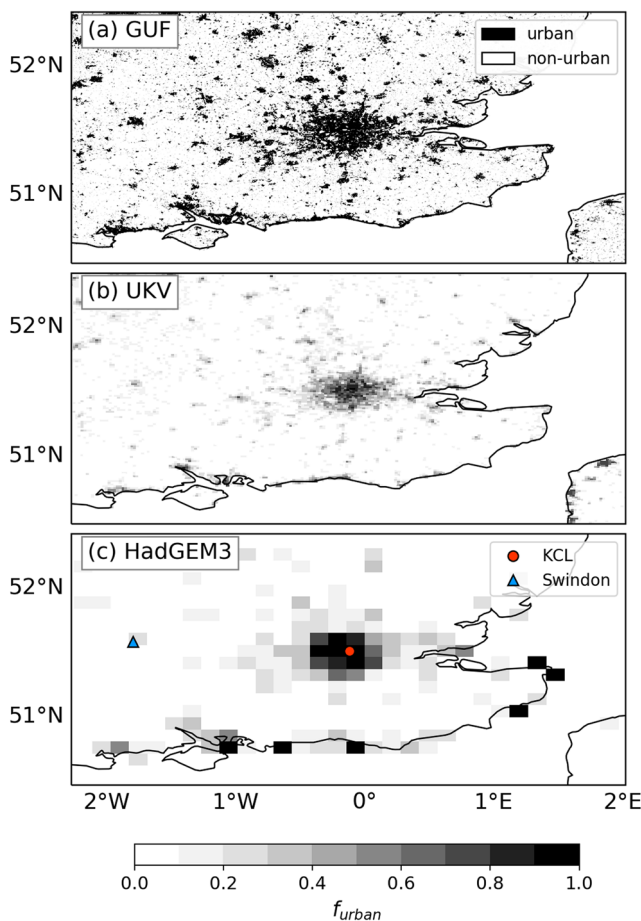 (a) GUF
urban
non-urban
52°N
51°N
(b) UKV
52°N
51°N
(c) HadGEM3
KCL
Swindon
52°N
51°N
2°W 1°W 0° 1°E 2°E
0.0 0.2 0.4 0.6 0.8 1.0
f_urban